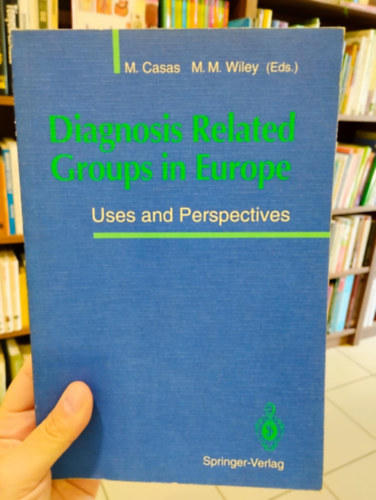 M. Casas M. M. Wiley (Eds.)
Diagnosis Related
Groups in Europe
Uses and Perspectives
Springer-Verlag